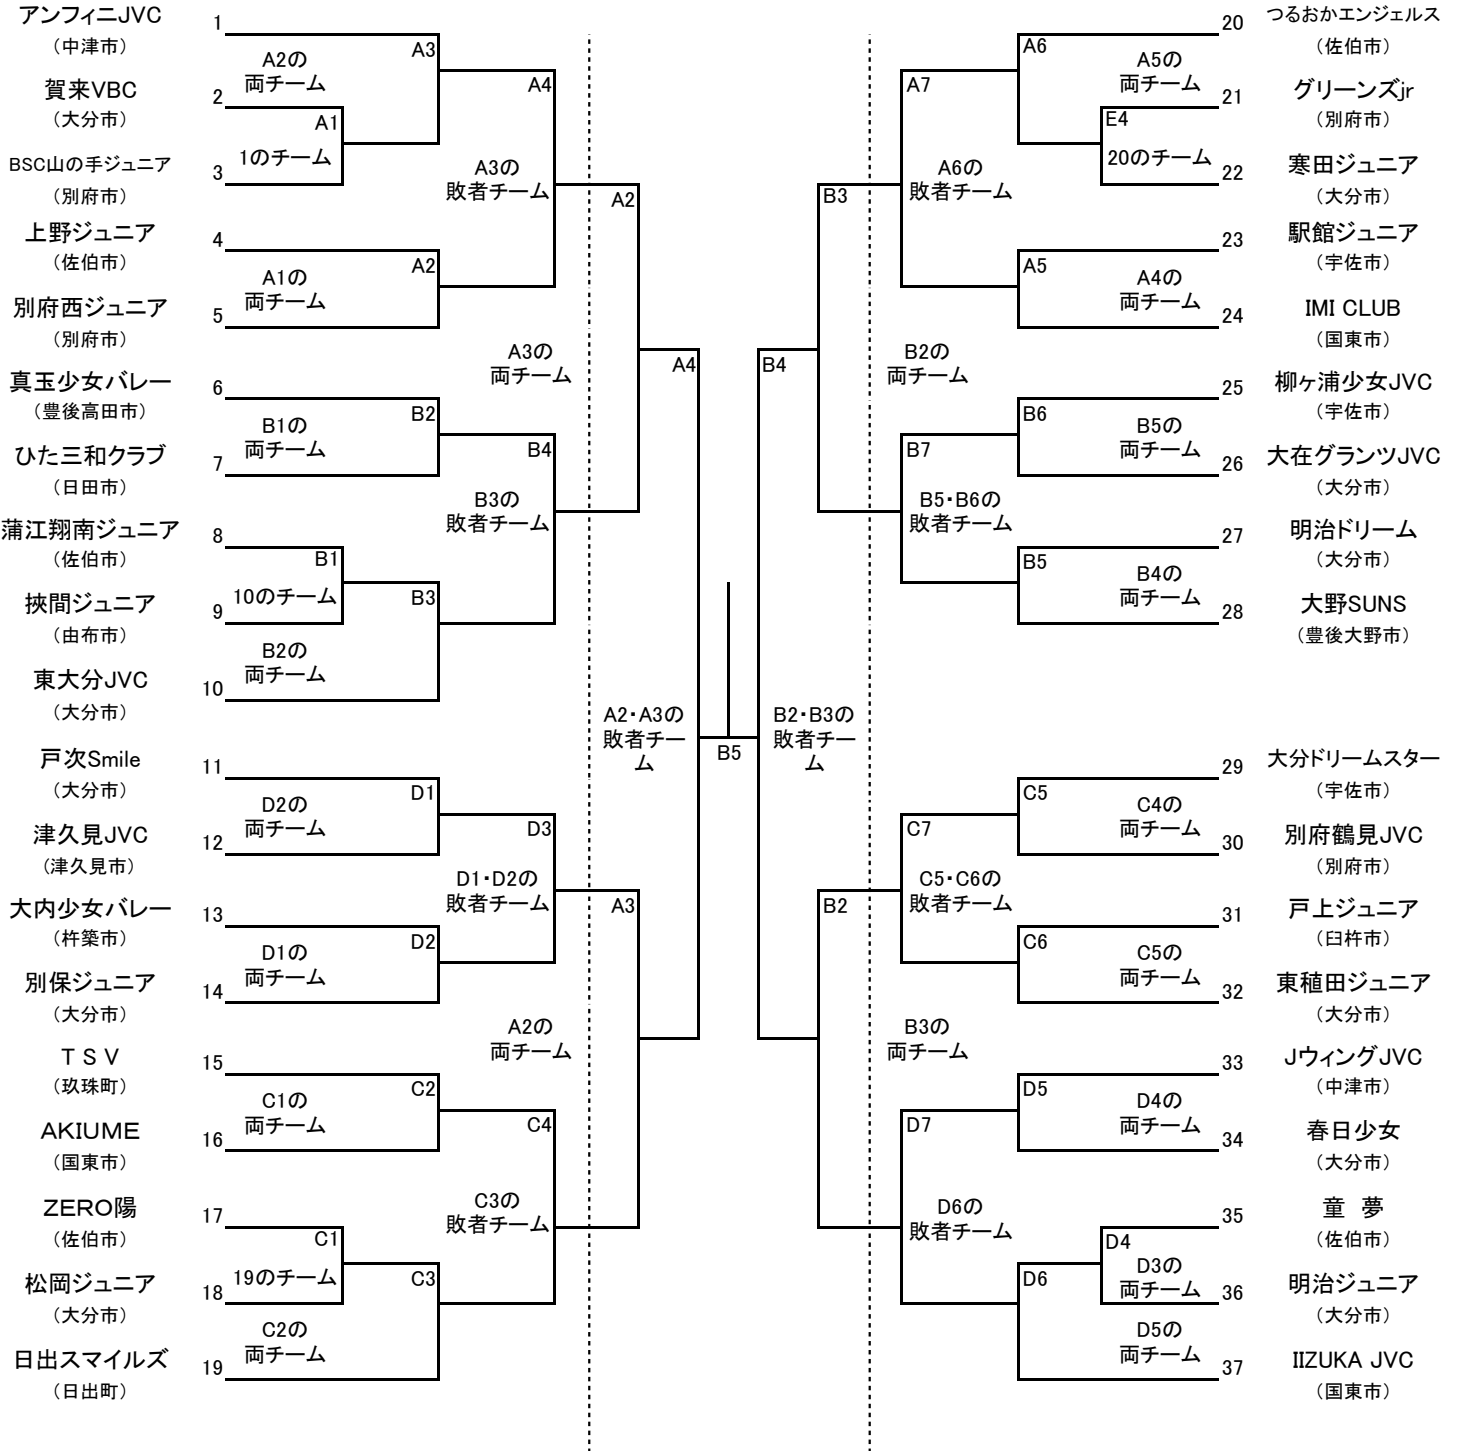 アンフィニJVC
（中津市）
1
賀来VBC
（大分市）
2
BSC山の手ジュニア
（別府市）
3
上野ジュニア
（佐伯市）
4
別府西ジュニア
（別府市）
5
真玉少女バレー
（豊後高田市）
6
ひた三和クラブ
（日田市）
7
蒲江翔南ジュニア
（佐伯市）
8
挾間ジュニア
（由布市）
9
東大分JVC
（大分市）
10
戸次Smile
（大分市）
11
津久見JVC
（津久見市）
12
大内少女バレー
（杵築市）
13
別保ジュニア
（大分市）
14
ＴＳＶ
（玖珠町）
15
AKIUME
（国東市）
16
ZERO陽
（佐伯市）
17
松岡ジュニア
（大分市）
18
日出スマイルズ
（日出町）
19
A2の
両チーム
A3
A1
1のチーム
A4
A3の
敗者チーム
A1の
両チーム
A2
B1の
両チーム
B2
B4
B3の
敗者チーム
B1
10のチーム
B3
B2の
両チーム
D2の
両チーム
D1
D3
D1・D2の
敗者チーム
D1の
両チーム
D2
C1の
両チーム
C2
C4
C3の
敗者チーム
C1
19のチーム
C3
C2の
両チーム
A2
A3の
両チーム
A4
A2・A3の
敗者チー
ム
A3
A2の
両チーム
B5
B4
B2・B3の
敗者チー
ム
B3
B2の
両チーム
B2
B3の
両チーム
A6
A5の
両チーム
A7
E4
20のチーム
A6の
敗者チーム
A5
A4の
両チーム
B6
B5の
両チーム
B7
B5・B6の
敗者チーム
B5
B4の
両チーム
C5
C4の
両チーム
C7
C5・C6の
敗者チーム
C6
C5の
両チーム
D5
D4の
両チーム
D7
D6の
敗者チーム
D4
D3の
両チーム
D6
D5の
両チーム
20
つるおかエンジェルス
（佐伯市）
21
グリーンズjr
（別府市）
22
寒田ジュニア
（大分市）
23
駅館ジュニア
（宇佐市）
24
IMI CLUB
（国東市）
25
柳ヶ浦少女JVC
（宇佐市）
26
大在グランツJVC
（大分市）
27
明治ドリーム
（大分市）
28
大野SUNS
（豊後大野市）
29
大分ドリームスター
（宇佐市）
30
別府鶴見JVC
（別府市）
31
戸上ジュニア
（臼杵市）
32
東稙田ジュニア
（大分市）
33
JウィングJVC
（中津市）
34
春日少女
（大分市）
35
童　夢
（佐伯市）
36
明治ジュニア
（大分市）
37
IIZUKA JVC
（国東市）